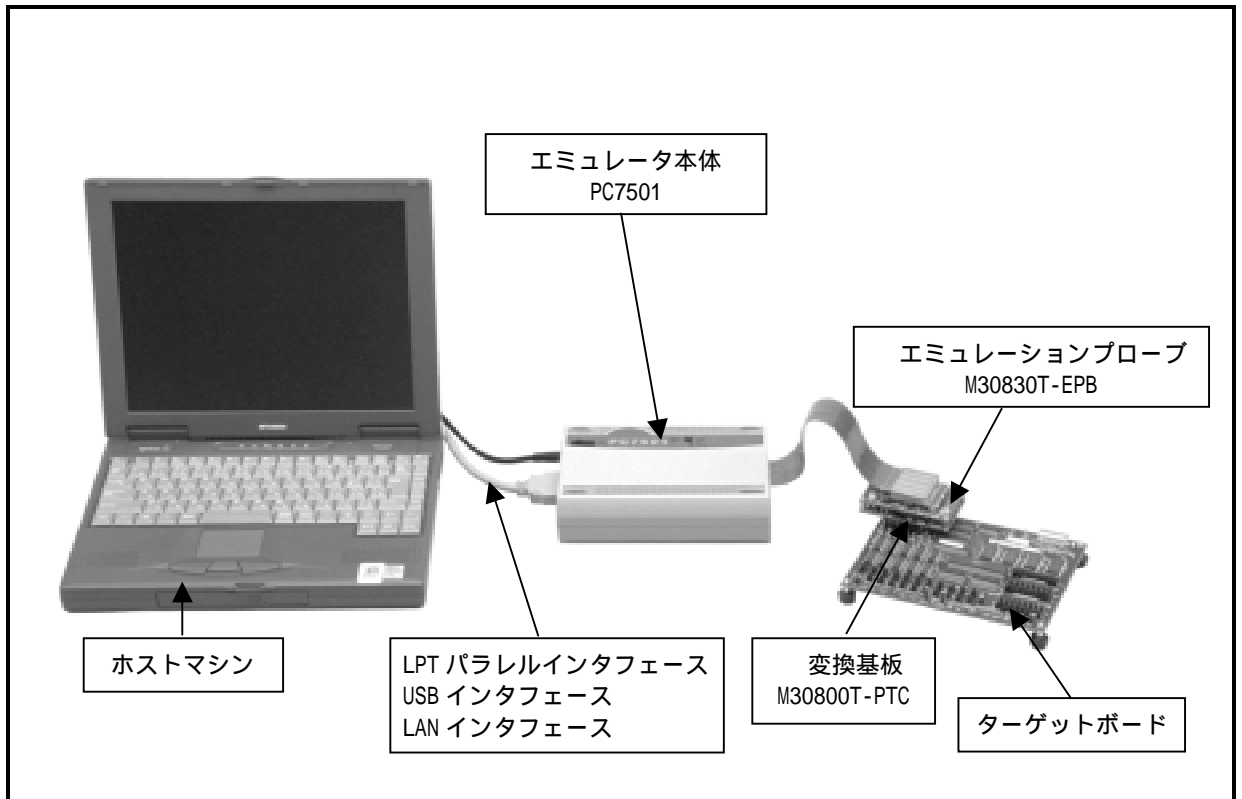 エミュレータ本体
PC7501
エミュレーションプローブ
M30830T-EPB
PC7501
ホストマシン
LPT パラレルインタフェース
USB インタフェース
LAN インタフェース
変換基板
M30800T-PTC
ターゲットボード